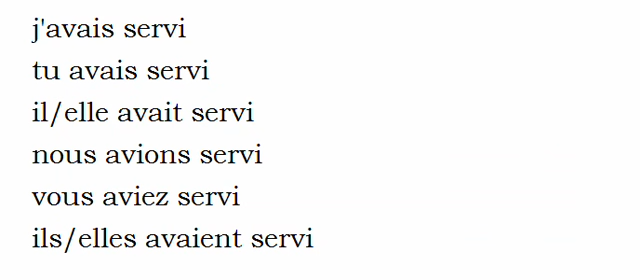 j'avais servi
tu avais servi
il/elle avait servi
nous avions servi
vous aviez servi
ils/elles avaient servi